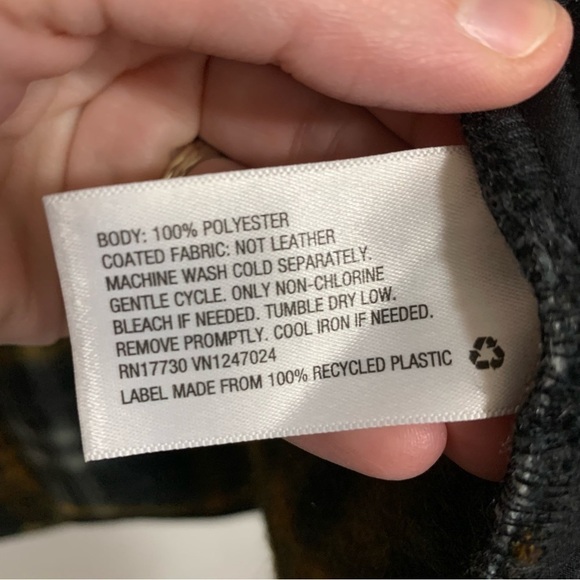 BODY: 100% POLYESTER
COATED FABRIC: NOT LEATHER
MACHINE WASH COLD SEPARATELY.
GENTLE CYCLE. ONLY NON-CHLORINE
BLEACH IF NEEDED. TUMBLE DRY LOW.
REMOVE PROMPTLY. COOL IRON IF NEEDED.
RN17730 VN1247024
LABEL MADE FROM 100% RECYCLED PLASTIC